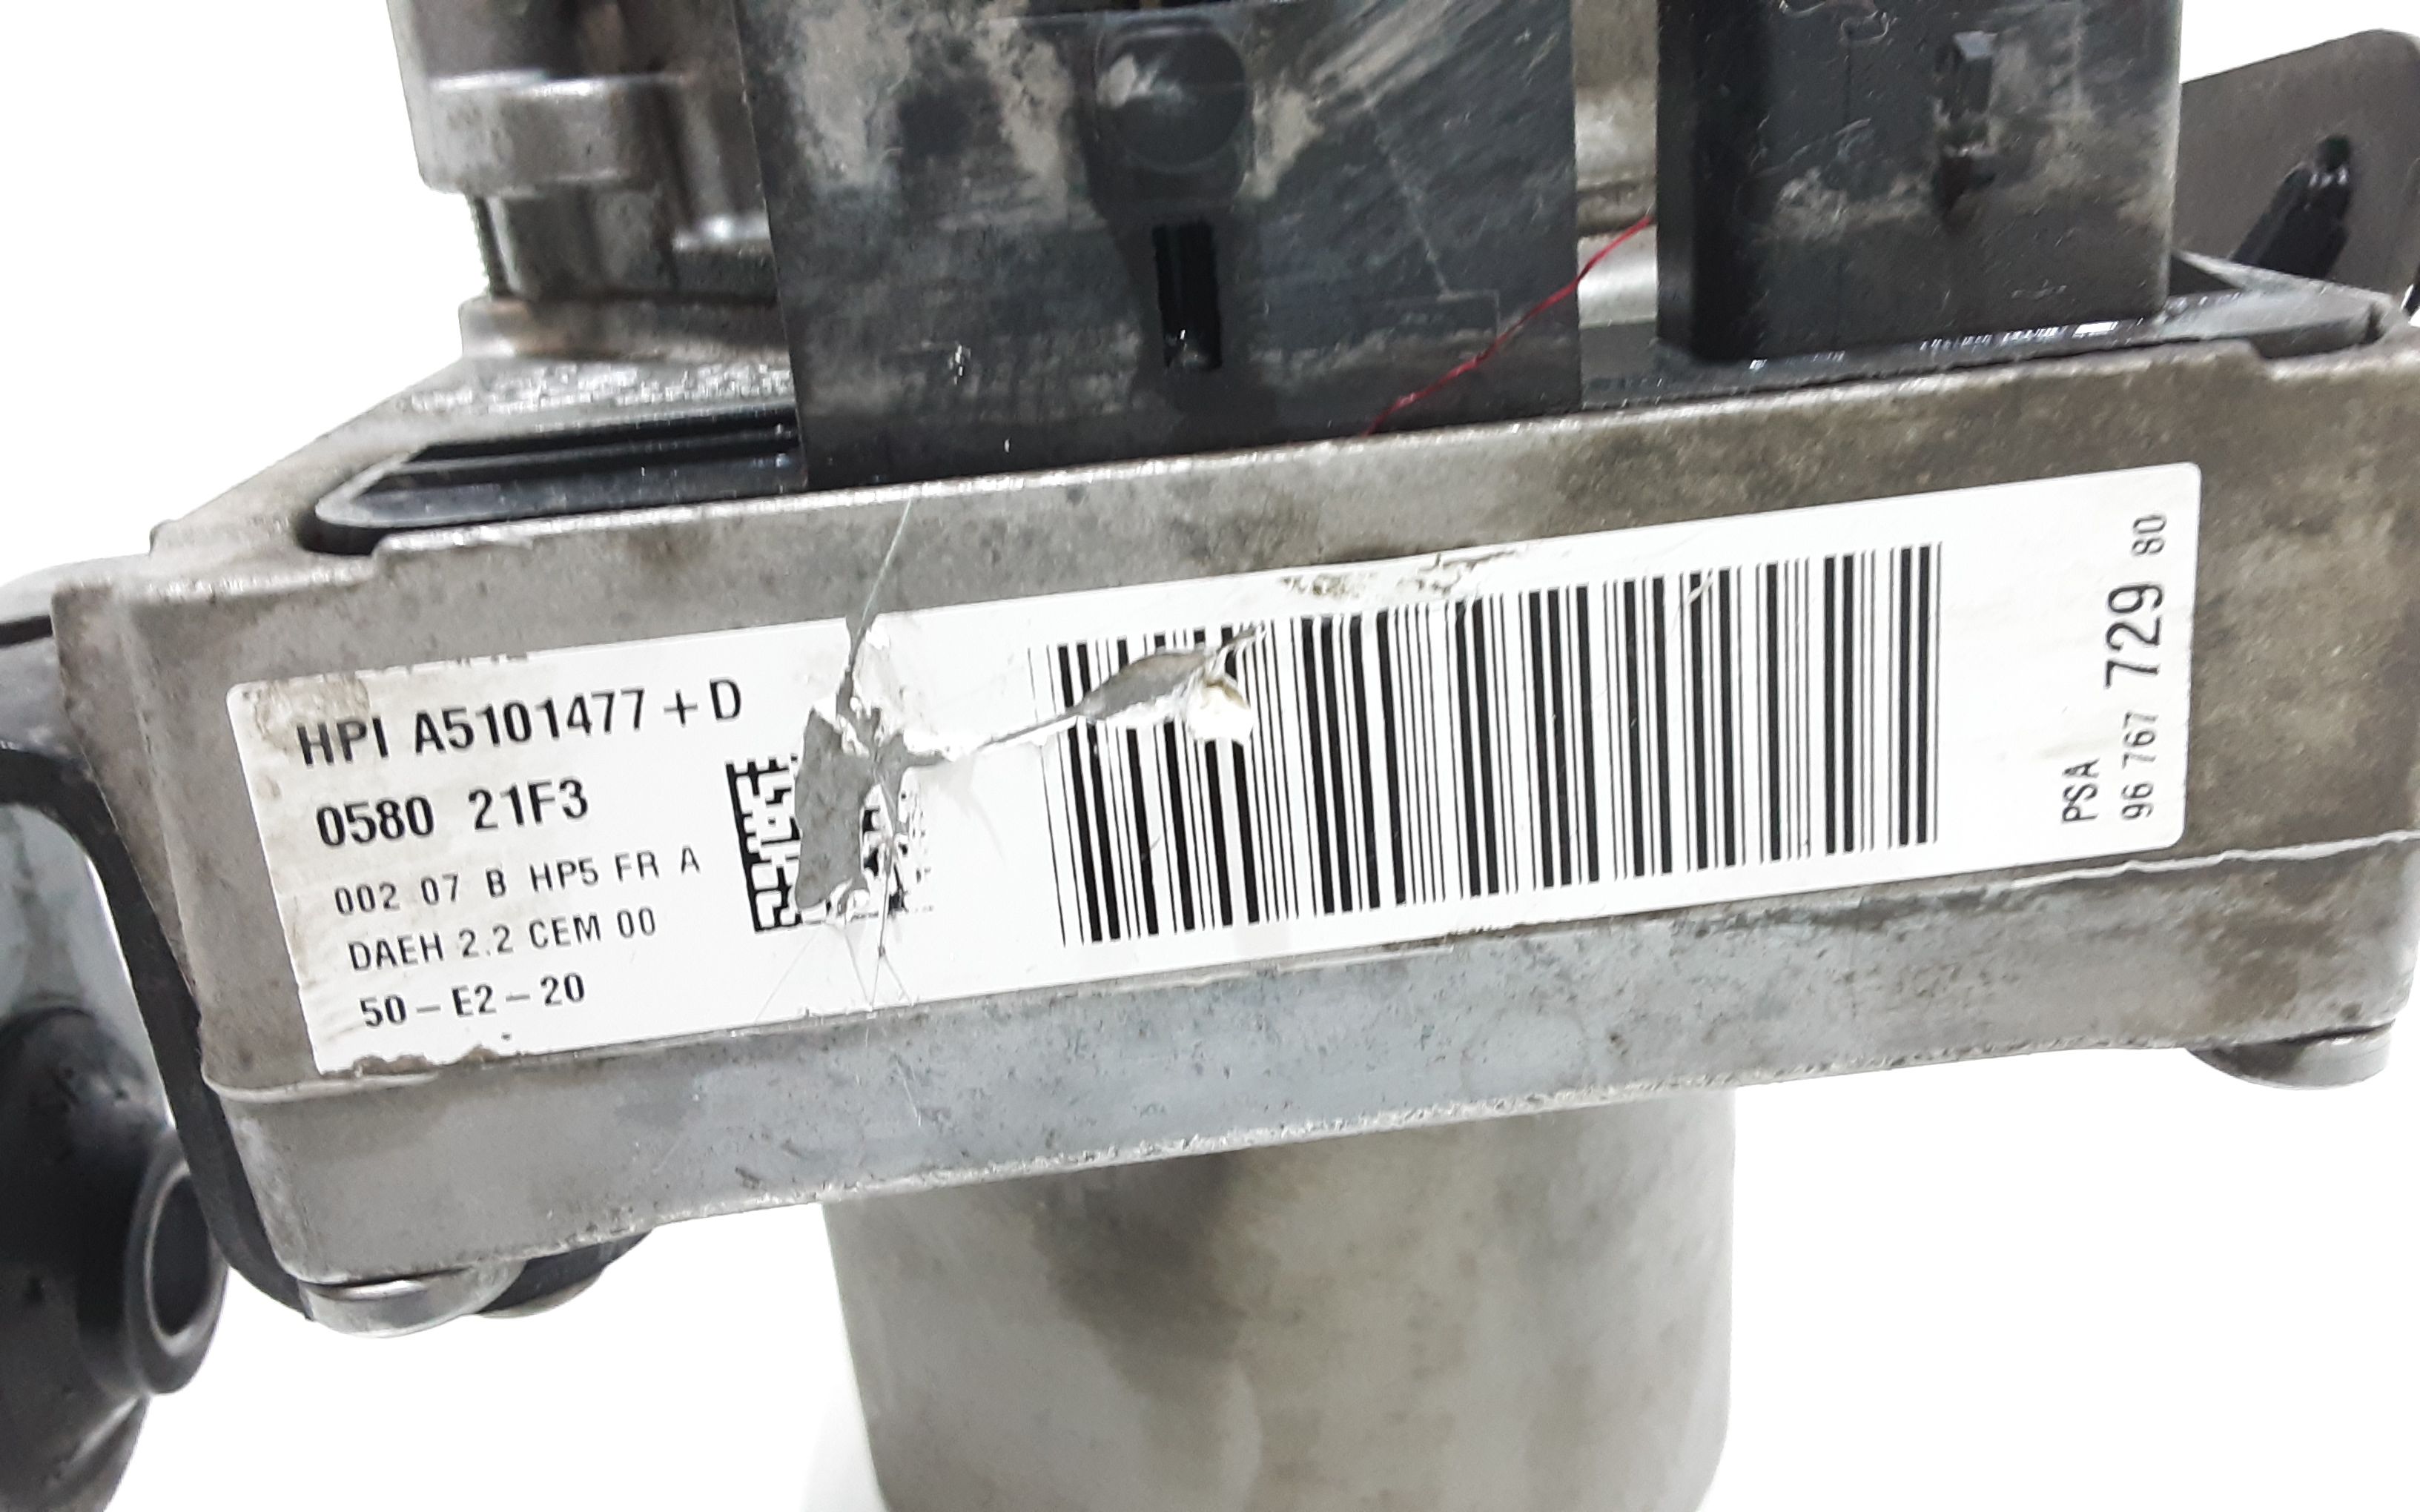 HPI A5101477+D
0580 21F3
002 07 B HP5 FR A
DAEH 2.2 CEM 00
50-E2-20
PSA
96 767 729 80